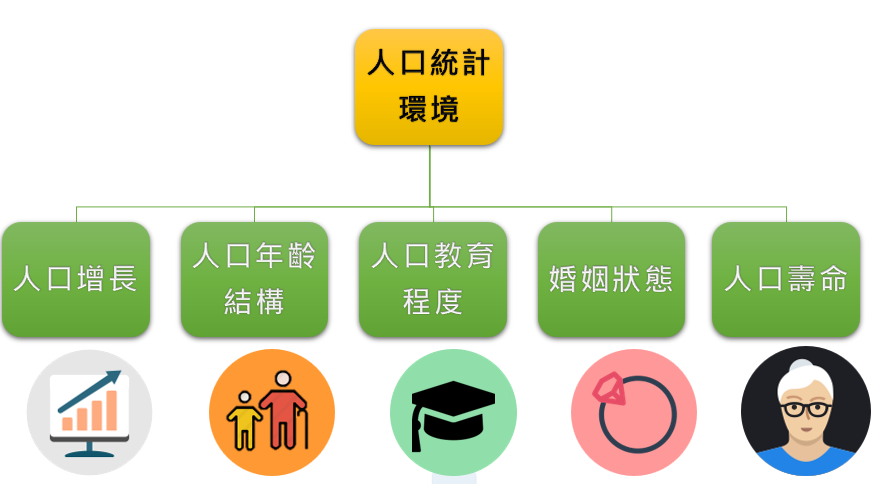 人口統計
環境
人口增長
人口年齡
結構
人口教育
程度
婚姻狀態
人口壽命